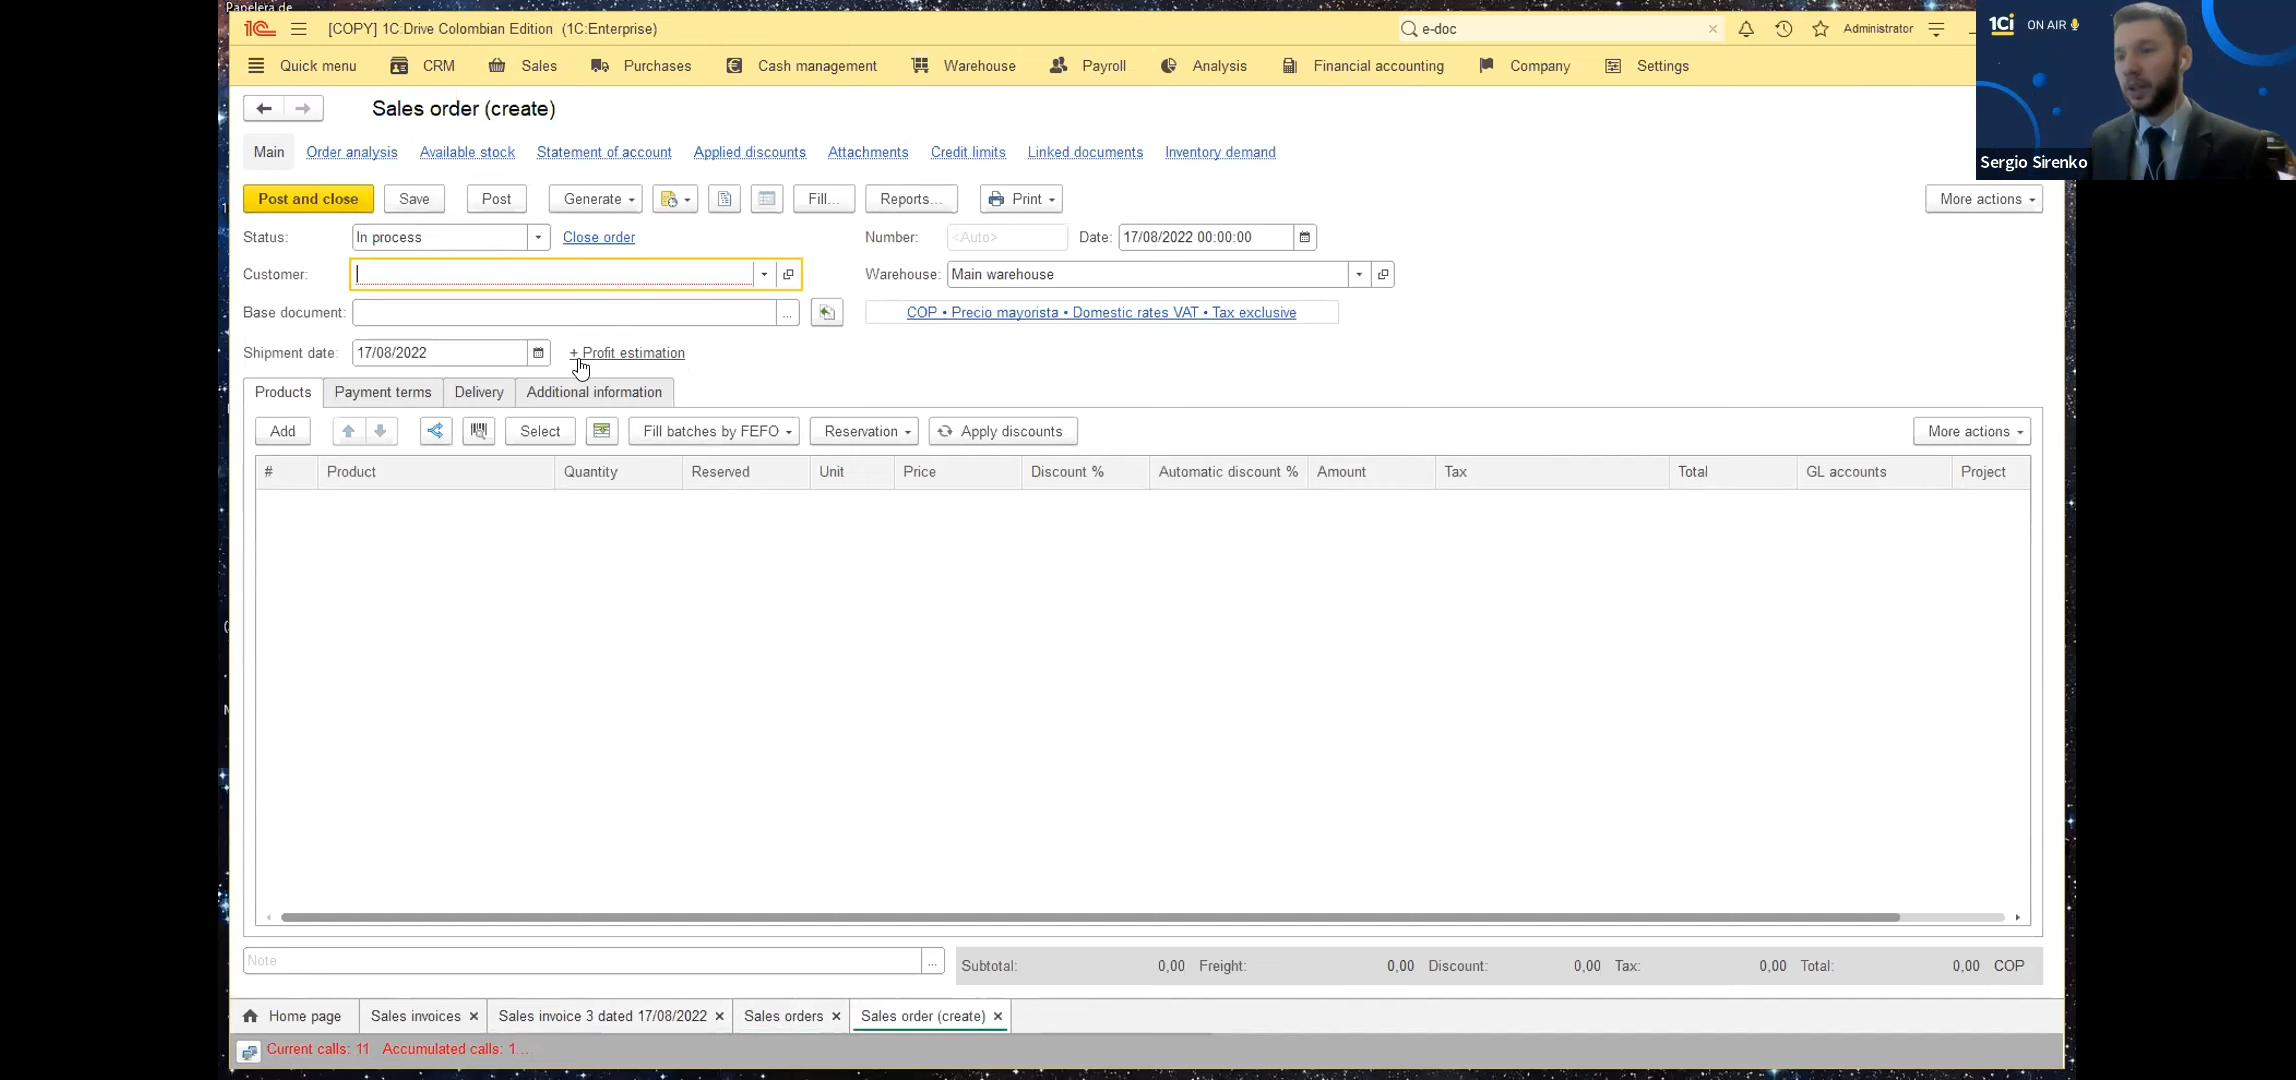 Papelera de
1C [COPY] 1C:Drive Colombian Edition (1C:Enterprise) e-doc Administrator
1Ci ON AIR
Sergio Sirenko
Quick menu CRM Sales Purchases Cash management Warehouse Payroll Analysis Financial accounting Company Settings
Sales order (create)
Main Order analysis Available stock Statement of account Applied discounts Attachments Credit limits Linked documents Inventory demand
Post and close Save Post Generate Fill... Reports... Print More actions
Status: In process Close order Number: <Auto> Date: 17/08/2022 00:00:00
Customer: Warehouse: Main warehouse
Base document: ... COP • Precio mayorista • Domestic rates VAT • Tax exclusive
Shipment date: 17/08/2022 + Profit estimation
Products Payment terms Delivery Additional information
Add Select Fill batches by FEFO Reservation Apply discounts More actions
# Product Quantity Reserved Unit Price Discount % Automatic discount % Amount Tax Total GL accounts Project
Note ... Subtotal: 0,00 Freight: 0,00 Discount: 0,00 Tax: 0,00 Total: 0,00 COP
Home page Sales invoices × Sales invoice 3 dated 17/08/2022 × Sales orders × Sales order (create) ×
Current calls: 11 Accumulated calls: 1...